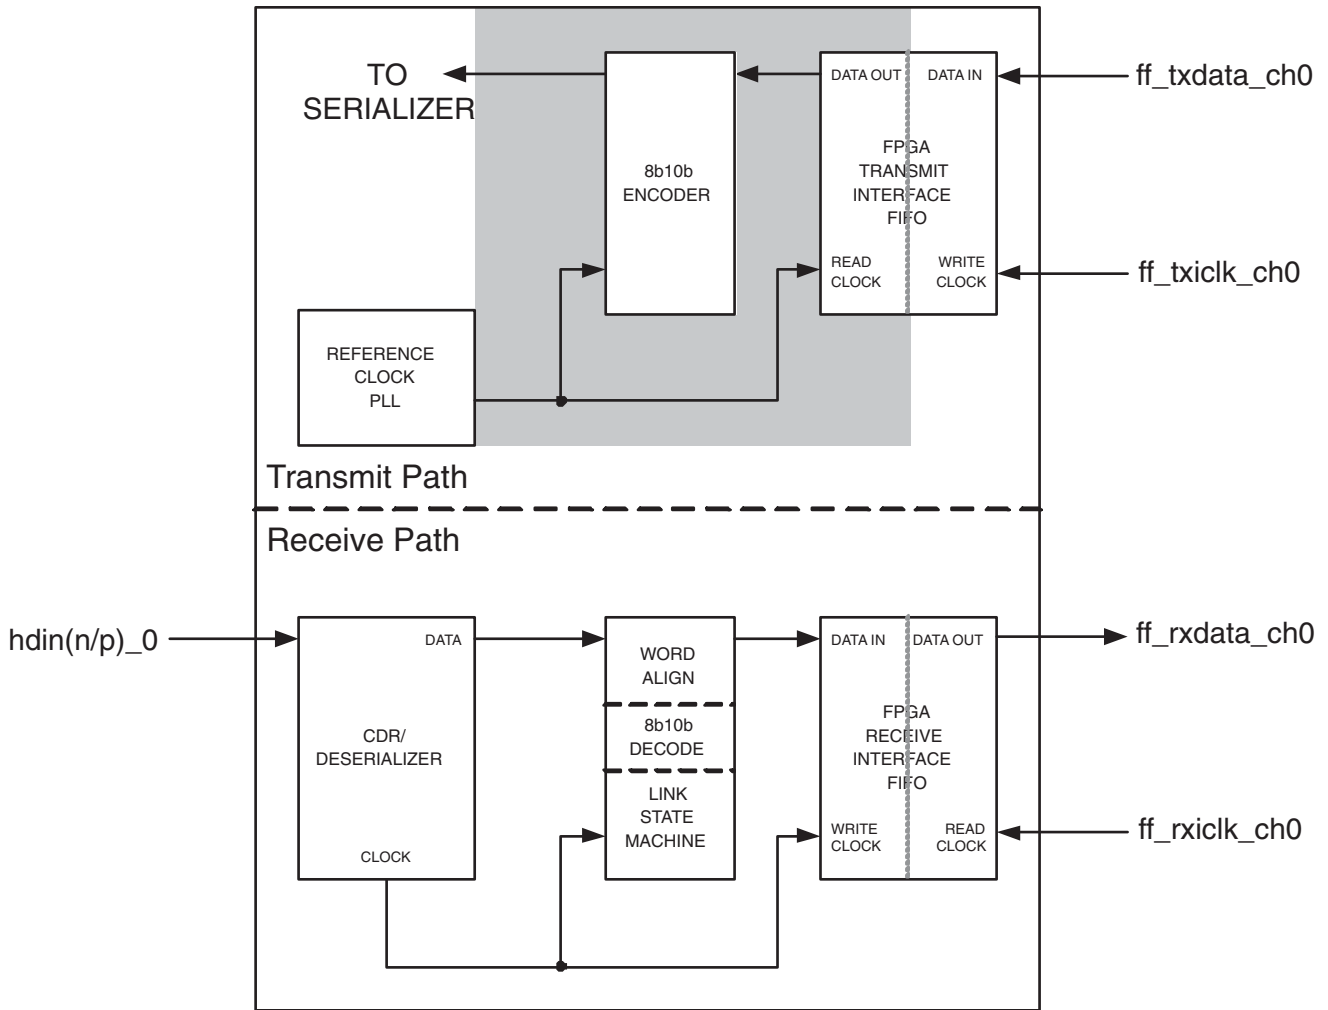 TO
SERIALIZER
8b10b
ENCODER
DATA OUT
DATA IN
FPGA
TRANSMIT
INTERFACE
FIFO
READ
CLOCK
WRITE
CLOCK
ff_txdata_ch0
ff_txiclk_ch0
REFERENCE
CLOCK
PLL
Transmit Path
Receive Path
hdin(n/p)_0
DATA
CDR/
DESERIALIZER
CLOCK
WORD
ALIGN
8b10b
DECODE
LINK
STATE
MACHINE
DATA IN
DATA OUT
FPGA
RECEIVE
INTERFACE
FIFO
WRITE
CLOCK
READ
CLOCK
ff_rxdata_ch0
ff_rxiclk_ch0